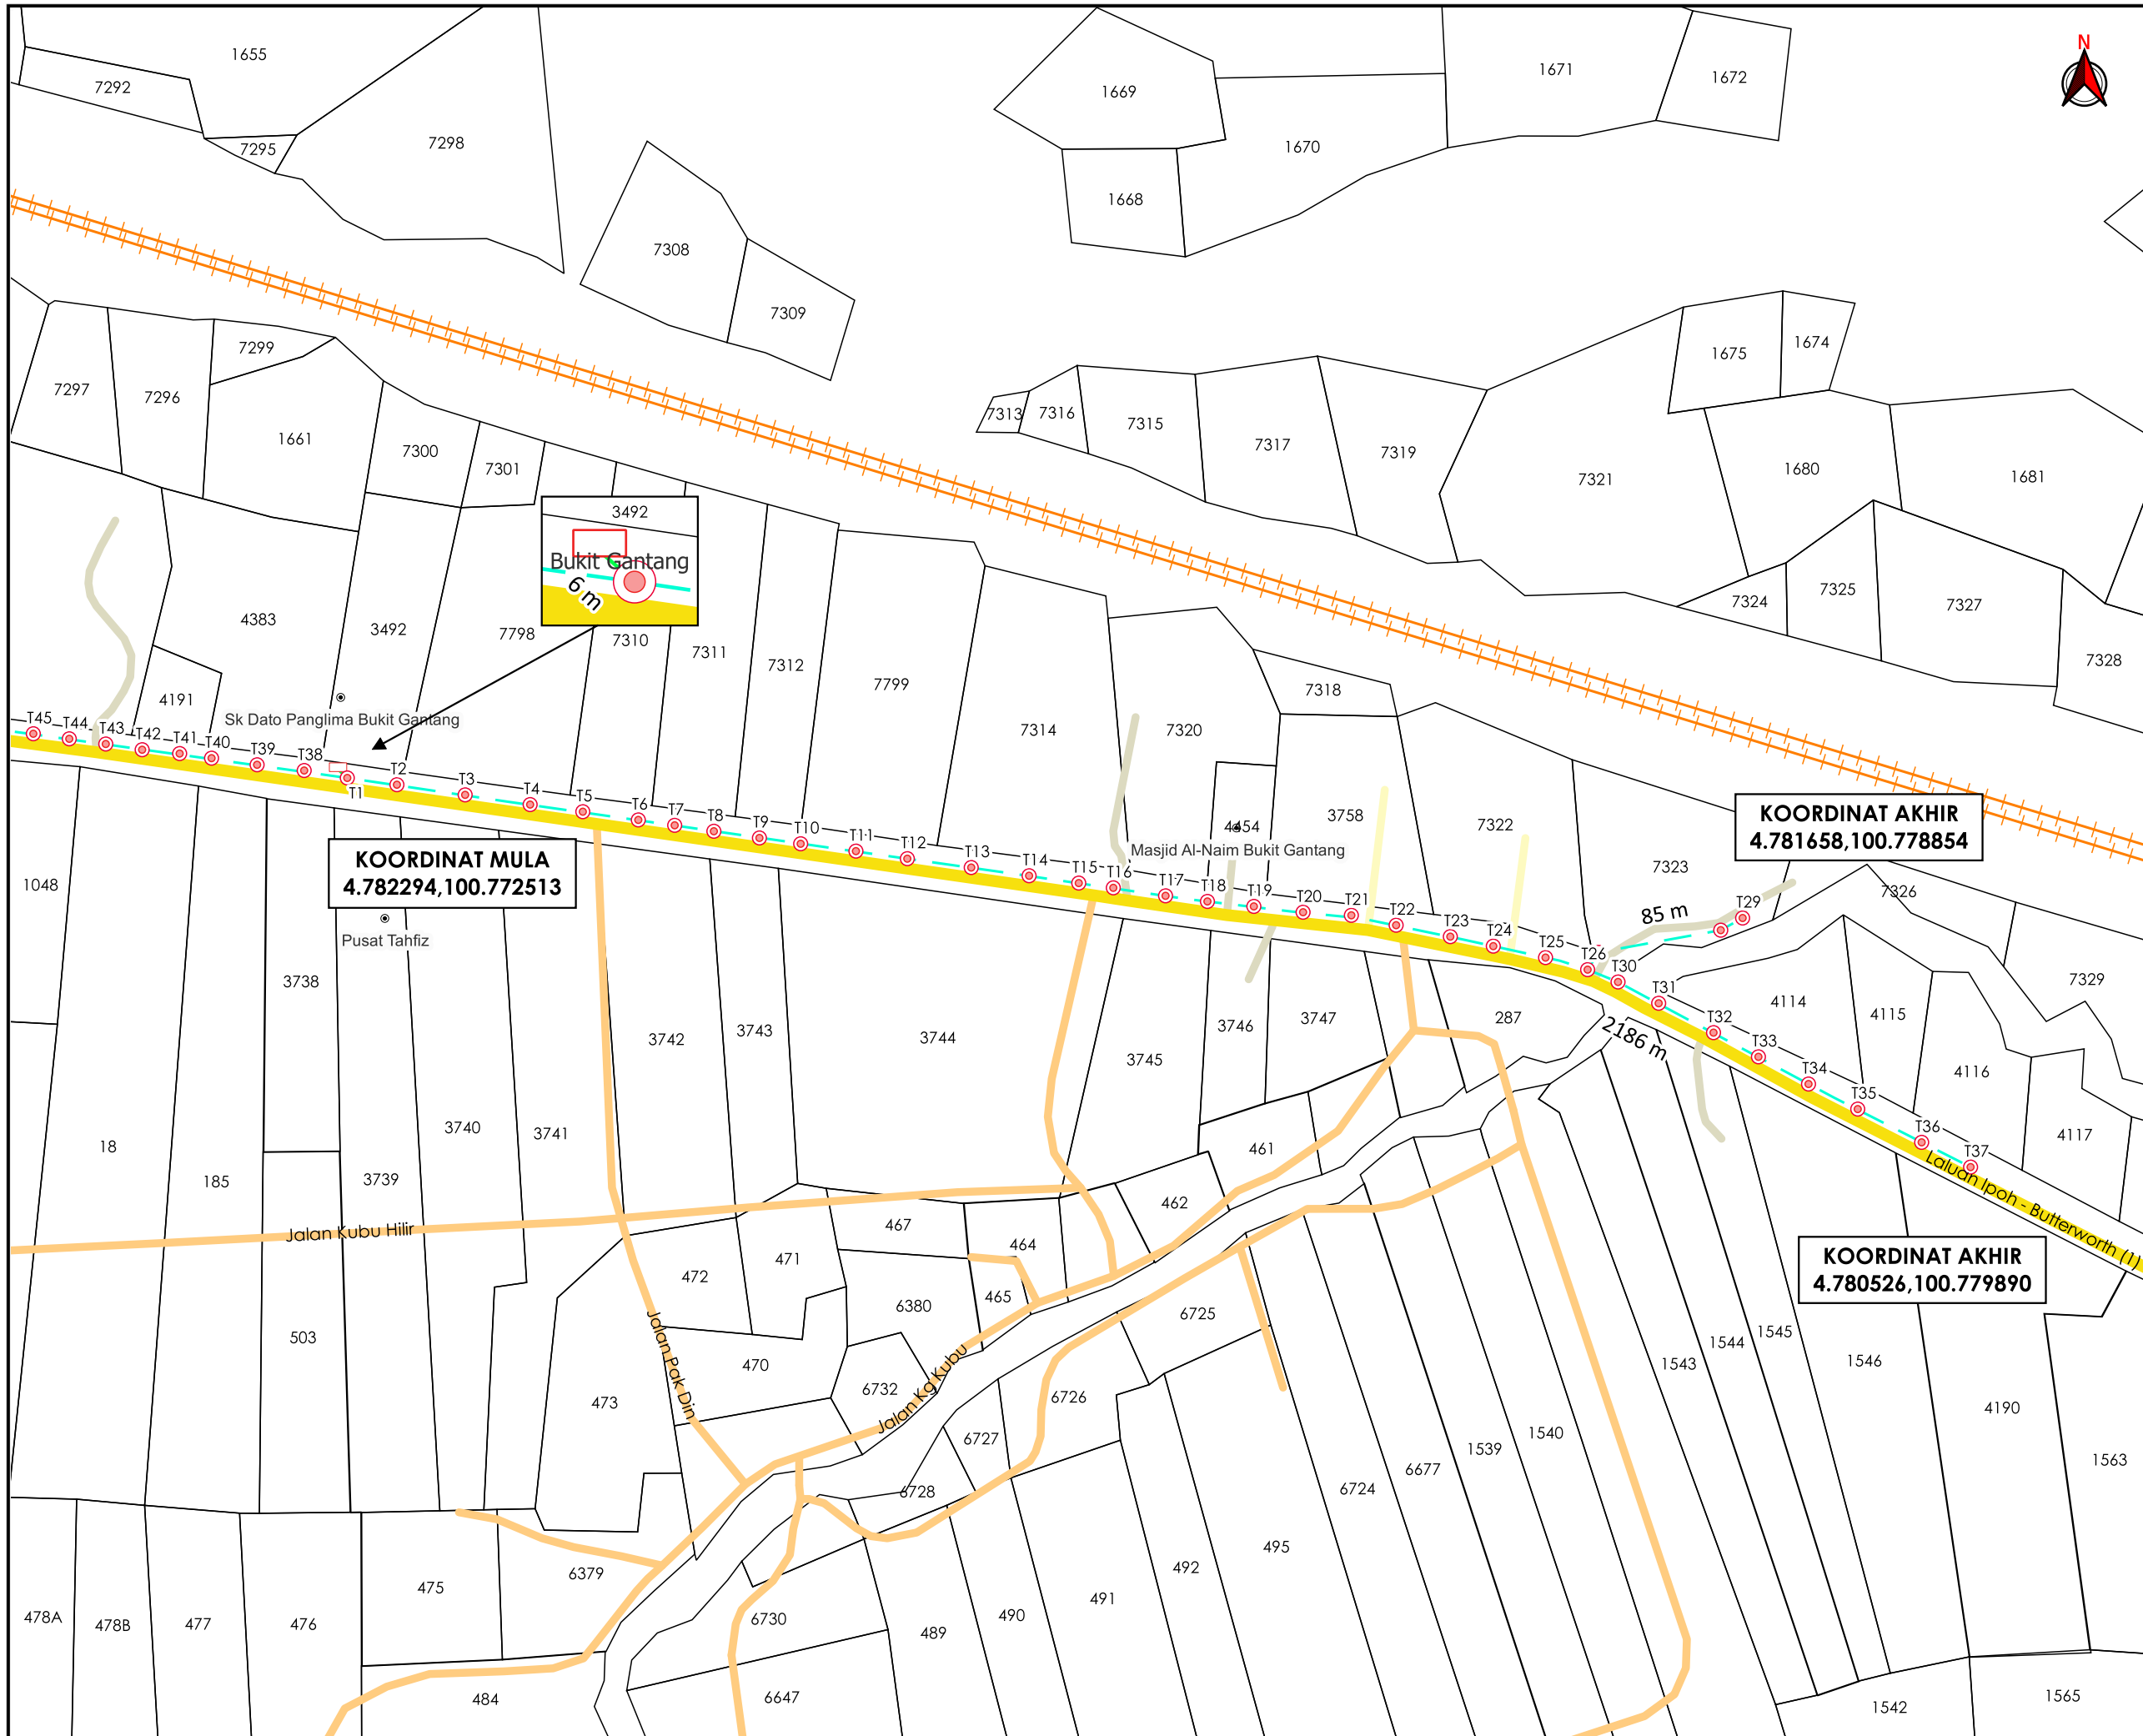 N
1655
7292
7295
7298
1669
1670
1671
1672
1668
7308
7309
7299
7297
7296
1661
7300
7301
7313
7316
7315
7317
7319
7321
1675
1674
1680
1681
3492
Bukit Gantang
6 m
7324
7325
7327
7328
4383
3492
7798
7310
7311
7312
7799
7314
7320
7318
4191
Sk Dato Panglima Bukit Gantang
T45
T44
T43
T42
T41
T40
T39
T38
T1
T2
T3
T4
T5
T6
T7
T8
T9
T10
T11
T12
T13
T14
T15
T16
T17
T18
T19
T20
T21
T22
T23
T24
T25
T26
T29
T30
T31
T32
T33
T34
T35
T36
T37
4454
Masjid Al-Naim Bukit Gantang
3758
7322
7323
KOORDINAT AKHIR
4.781658,100.778854
7326
85 m
7329
KOORDINAT MULA
4.782294,100.772513
Pusat Tahfiz
1048
3738
3742
3743
3744
3745
3746
3747
287
2186 m
4114
4115
4116
4117
18
185
3739
3740
3741
461
462
Laluan Ipoh - Butterworth (1)
Jalan Kubu Hilir
467
464
471
472
465
6380
KOORDINAT AKHIR
4.780526,100.779890
503
470
Jalan Pak Din
6732
Jalan Kg Kubu
473
6725
6726
6727
6728
1543
1544
1545
1546
4190
1563
1539
1540
6677
6724
495
492
491
490
489
475
6379
478A
478B
477
476
6730
484
6647
1542
1565